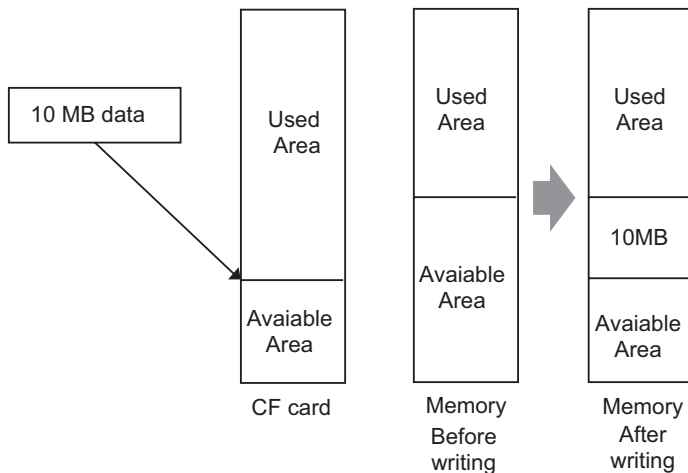 10 MB data
Used
Area
Avaiable
Area
CF card
Used
Area
Avaiable
Area
Memory
Before
writing
Used
Area
10MB
Avaiable
Area
Memory
After
writing